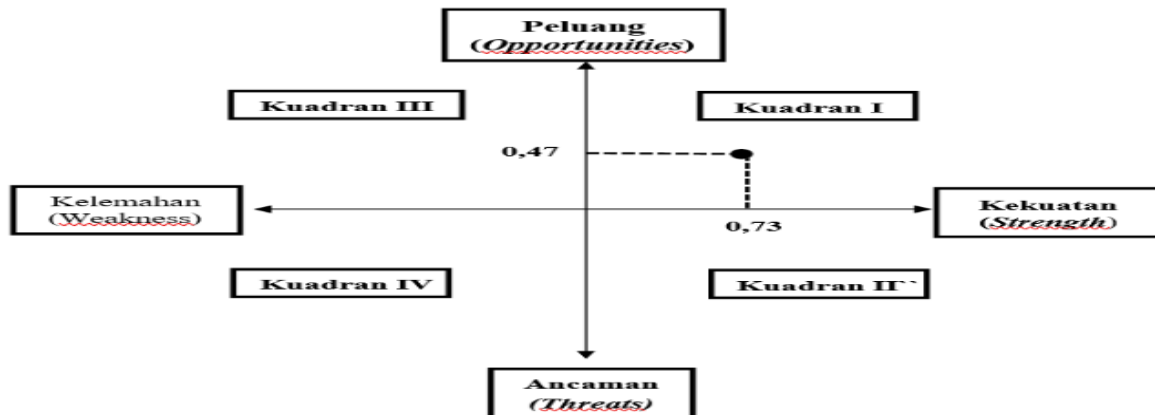 Peluang
(Opportunities)
Kuadran III
Kuadran I
0,47
Kelemahan
(Weakness)
Kekuatan
(Strength)
0,73
Kuadran IV
Kuadran II``
Ancaman
(Threats)